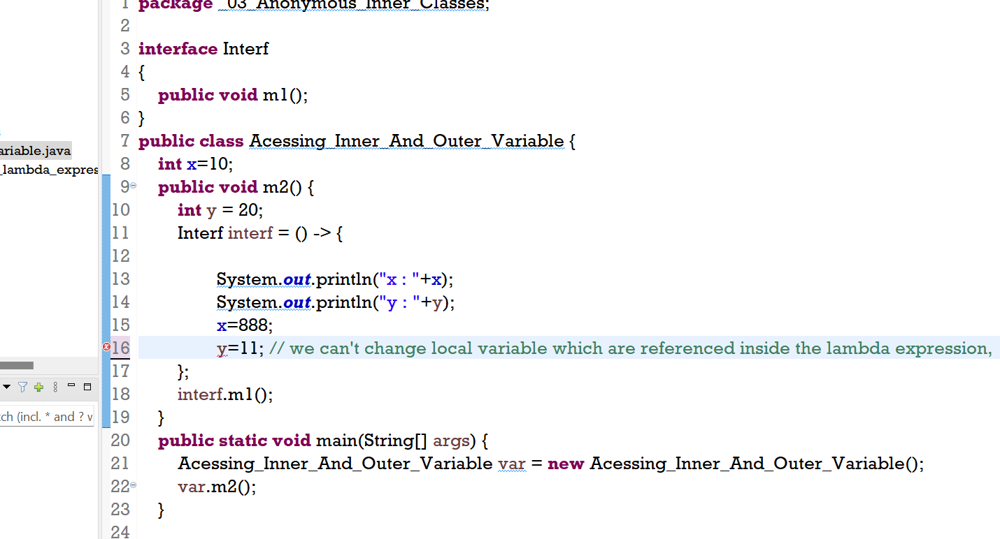 1 package _03_Anonymous_Inner_Classes;
2
3 interface Interf
4 {
5 public void m1();
6 }
7 public class Acessing_Inner_And_Outer_Variable {
8 int x=10;
9 public void m2() {
10 int y = 20;
11 Interf interf = () -> {
12
13 System.out.println("x : "+x);
14 System.out.println("y : "+y);
15 x=888;
16 y=11; // we can't change local variable which are referenced inside the lambda expression,
17 };
18 interf.m1();
19 }
20 public static void main(String[] args) {
21 Acessing_Inner_And_Outer_Variable var = new Acessing_Inner_And_Outer_Variable();
22 var.m2();
23 }
24
ariable.java
_lambda_expres
tch (incl. * and ? v